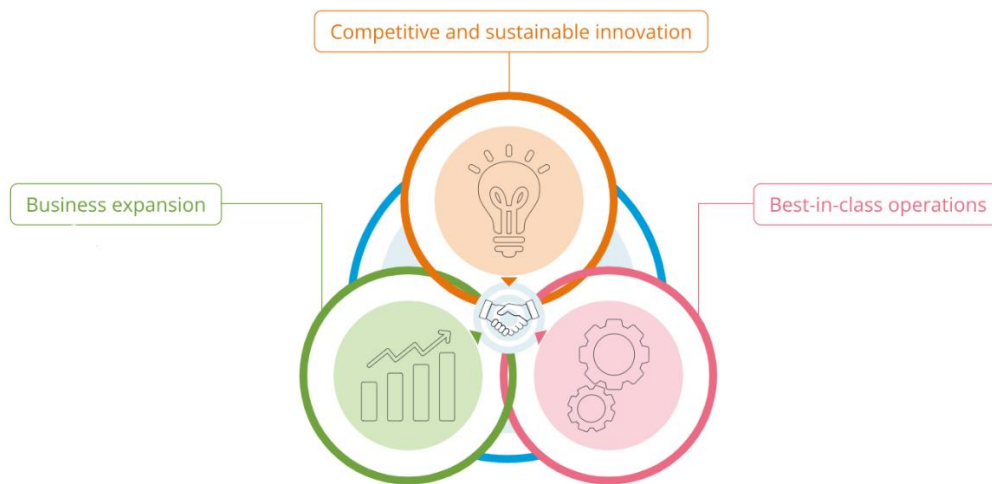 Competitive and sustainable innovation
Business expansion
Best-in-class operations